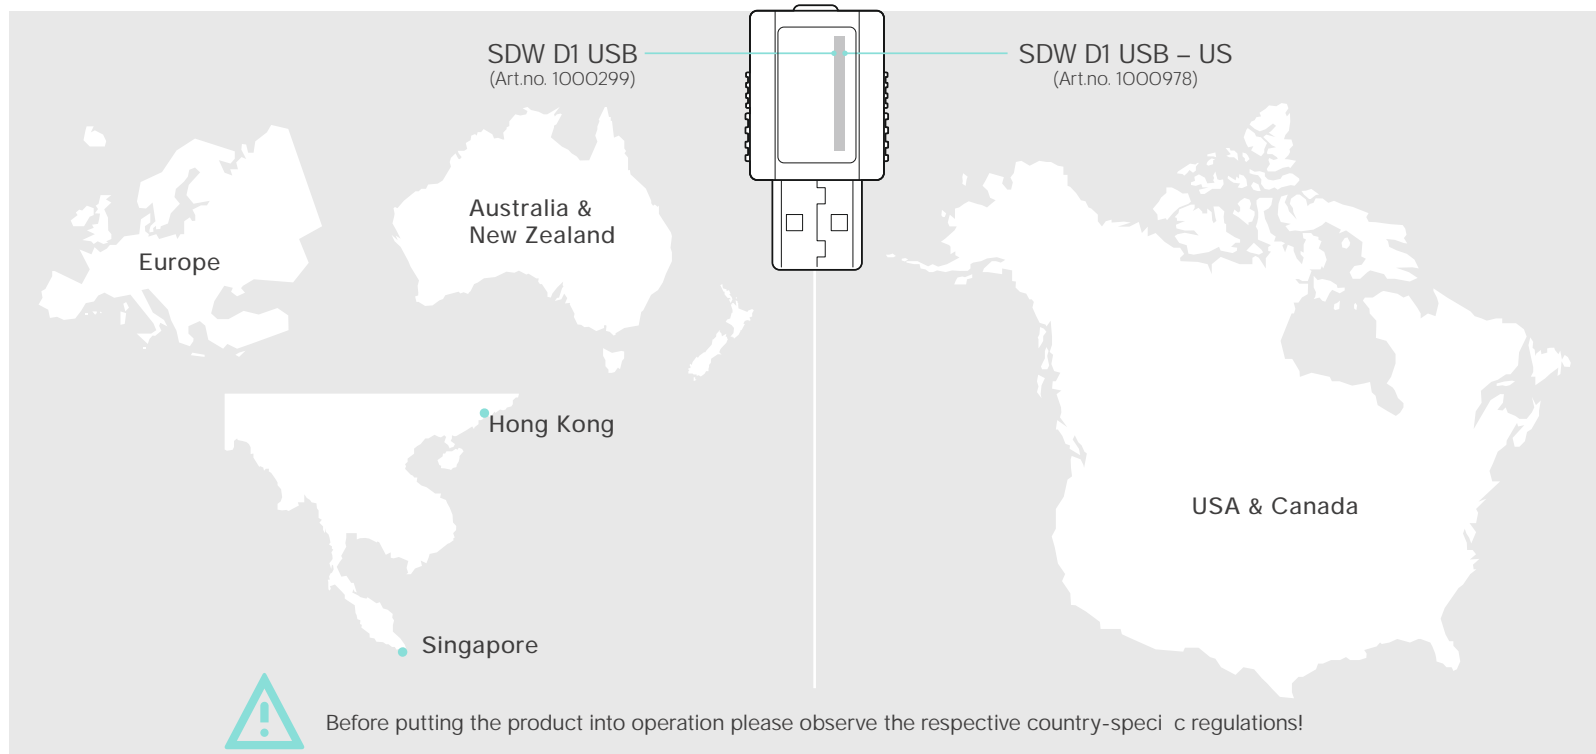 SDW D1 USB
(Art.no. 1000299)
SDW D1 USB – US
(Art.no. 1000978)
Europe
Australia &
New Zealand
Hong Kong
Singapore
USA & Canada
Before putting the product into operation please observe the respective country-speci c regulations!